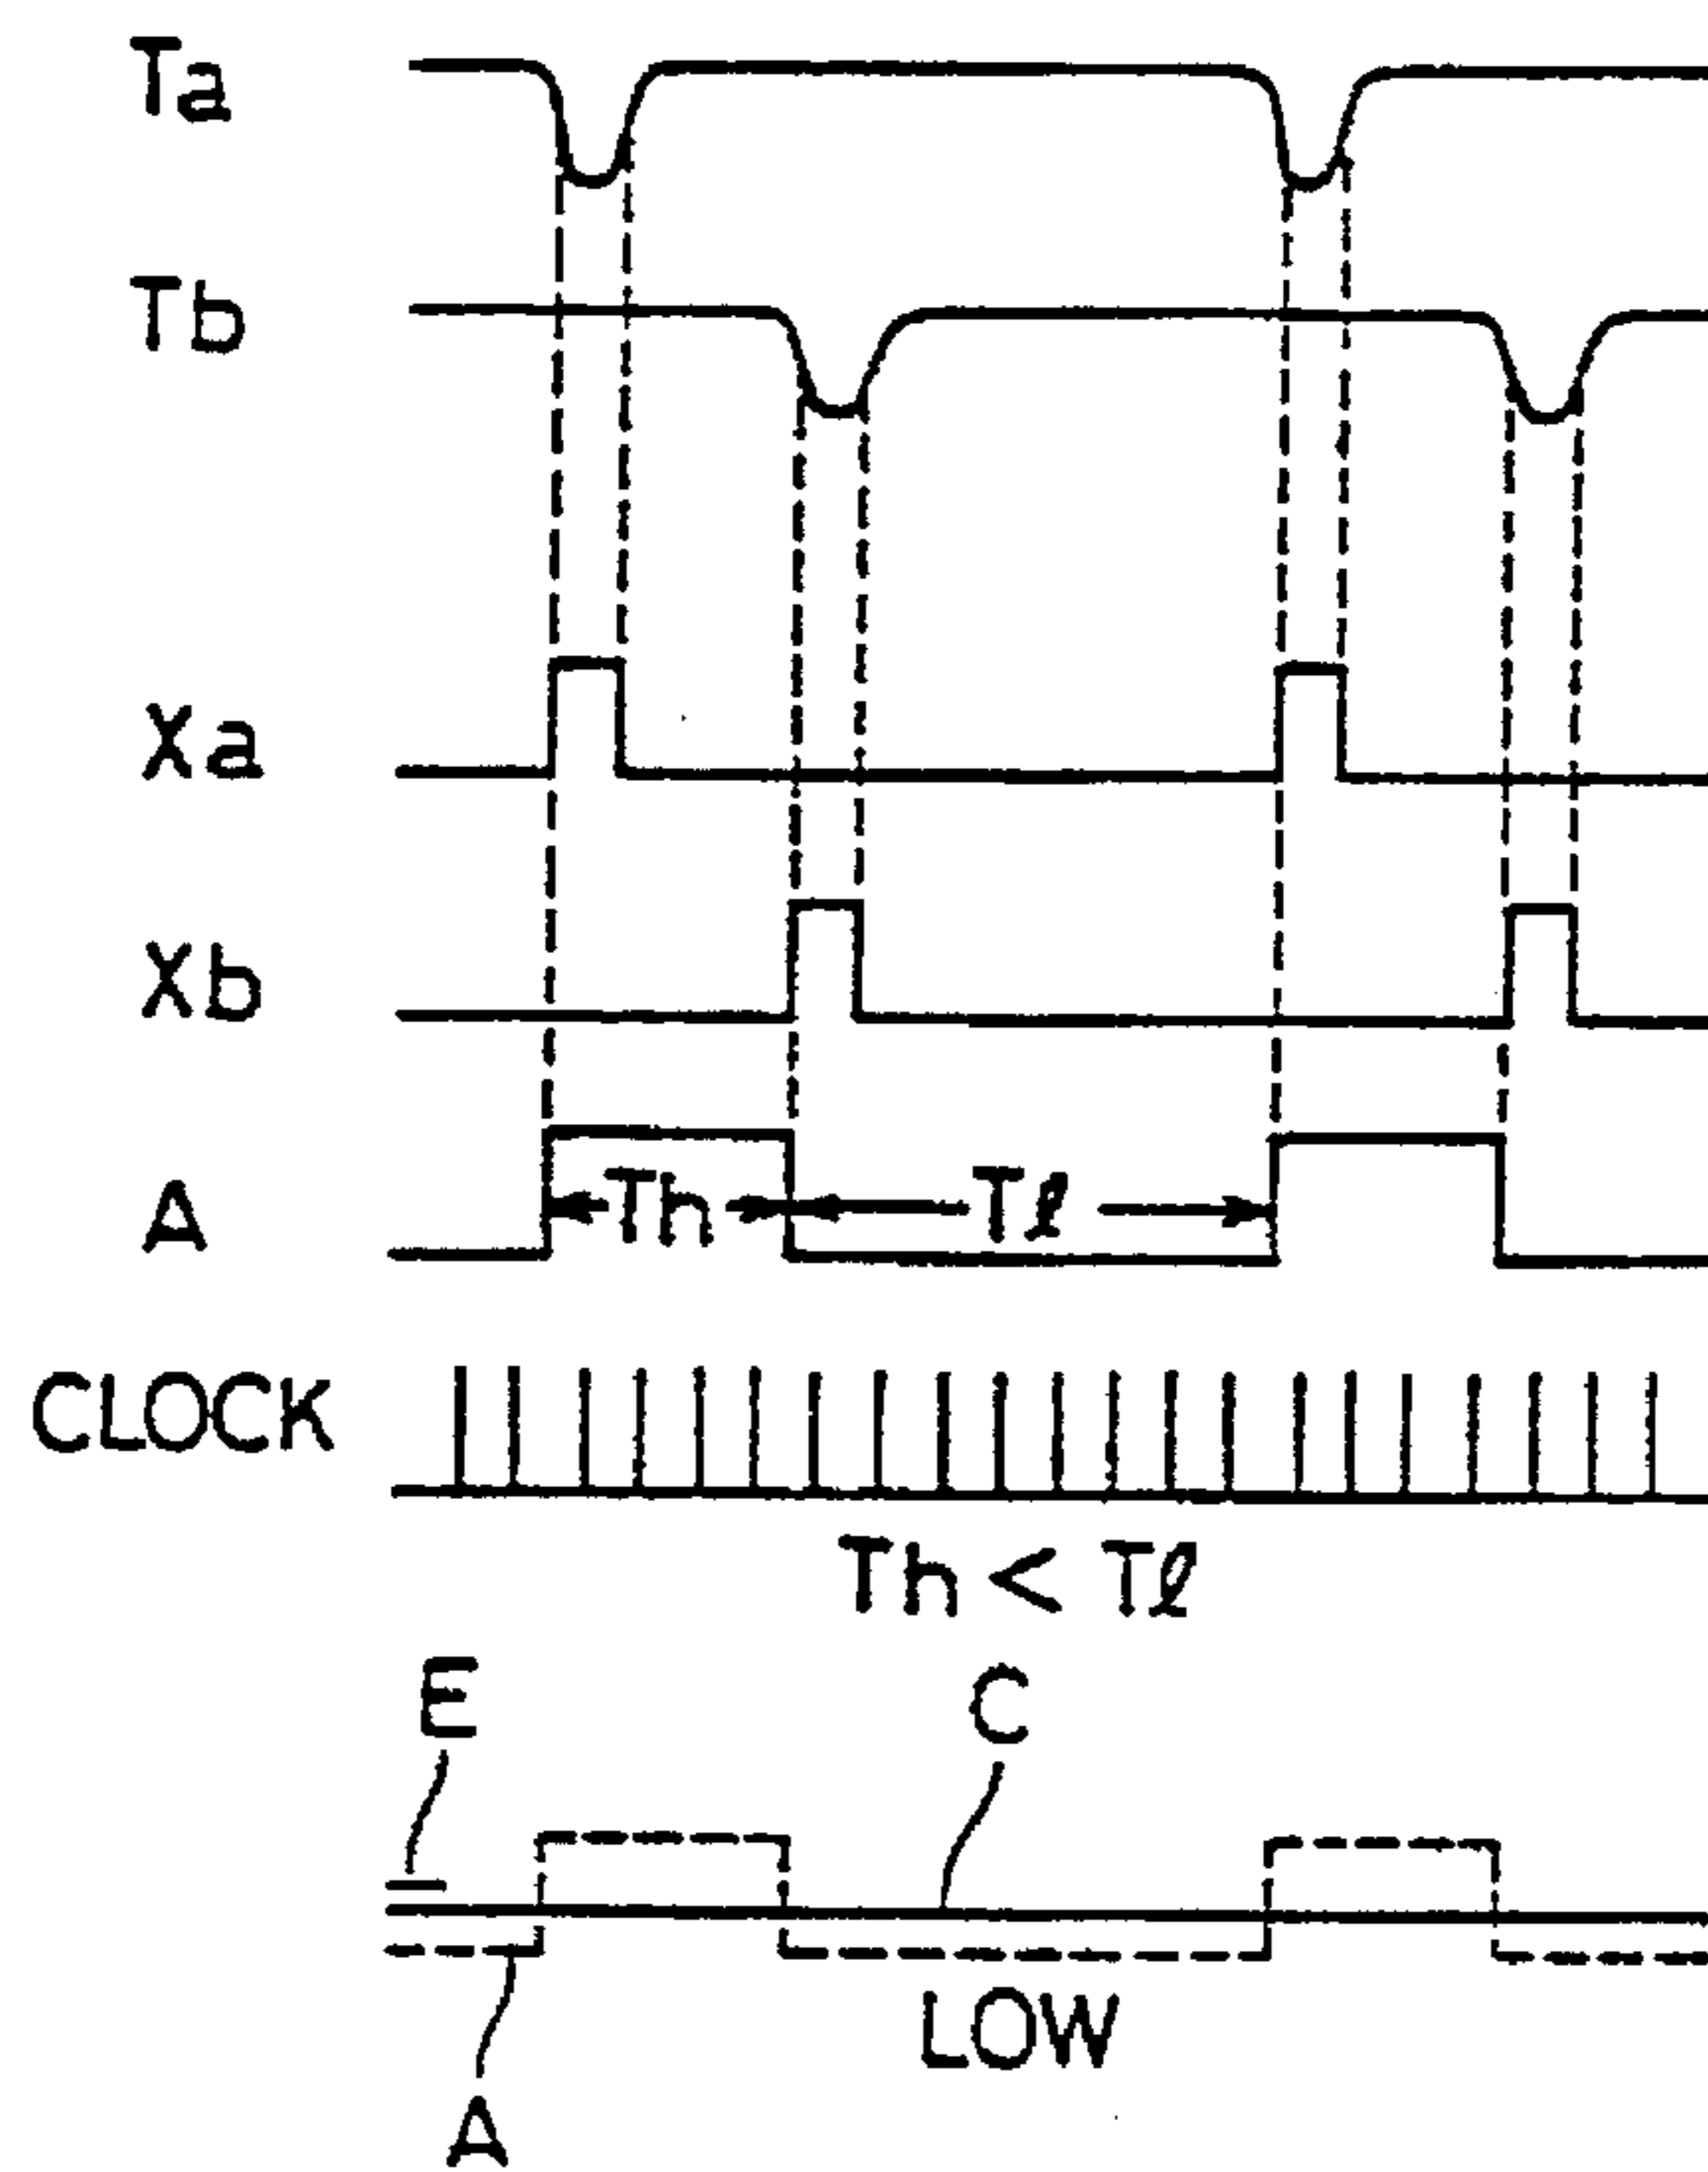 Ta
Tb
Xa
Xb
A
Th Tℓ
CLOCK
Th < Tℓ
E C
LOW
A